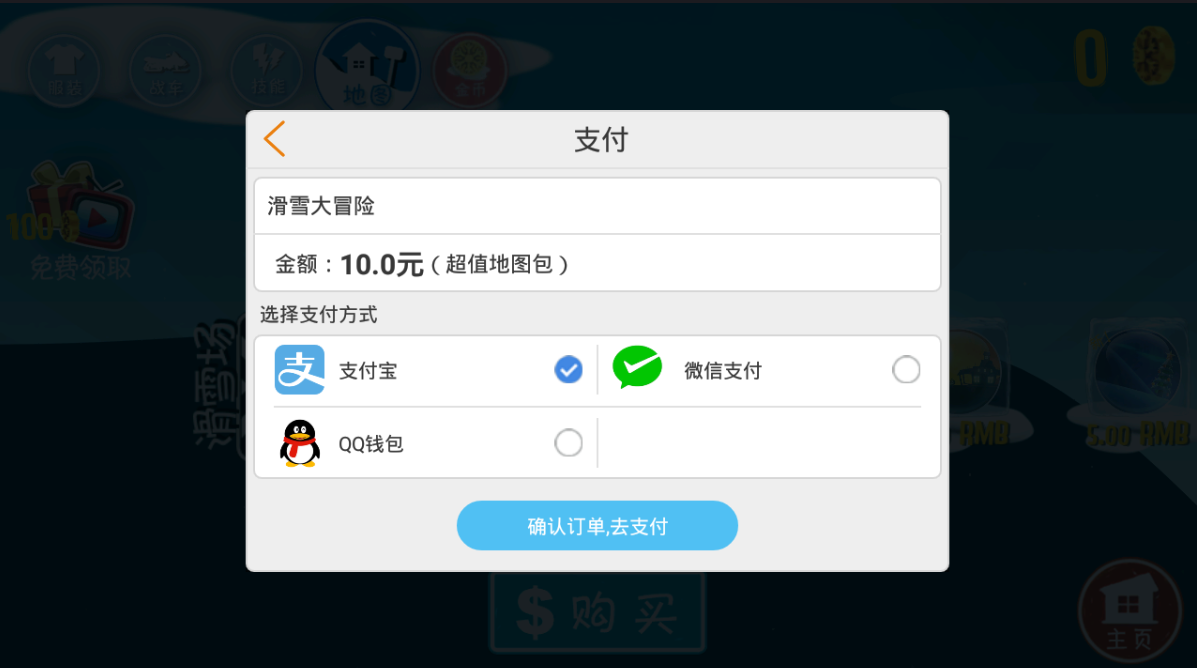 服装
战车
技能
地图
金币
0
支付
滑雪大冒险
100
免费领取
金额：10.0元（超值地图包）
选择支付方式
支付宝
微信支付
QQ钱包
滑雪场
RMB
5.00 RMB
确认订单,去支付
$购买
主页